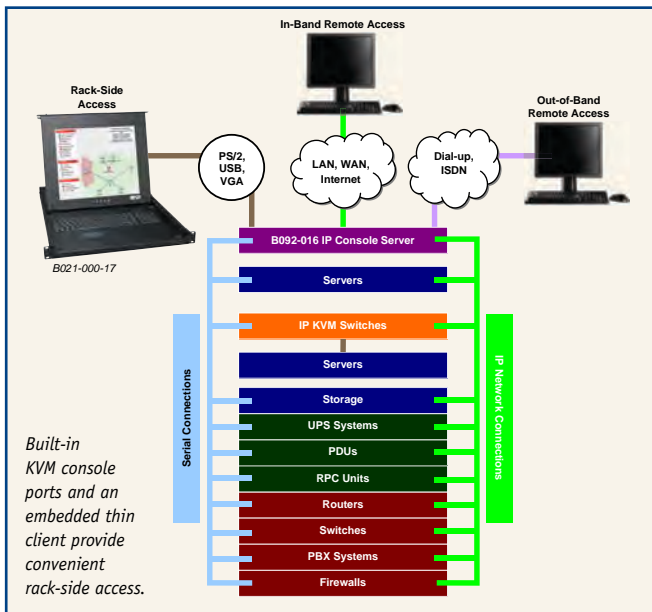 In-Band Remote Access
Rack-Side
Access
Out-of-Band
Remote Access
PS/2,
USB,
VGA
LAN, WAN,
Internet
Dial-up,
ISDN
B021-000-17
B092-016 IP Console Server
Servers
IP KVM Switches
Servers
Storage
UPS Systems
PDUs
RPC Units
Routers
Switches
PBX Systems
Firewalls
Serial Connections
IP Network Connections
Built-in
KVM console
ports and an
embedded thin
client provide
convenient
rack-side access.